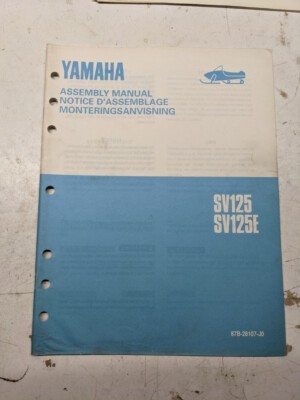 YAMAHA
ASSEMBLY MANUAL
NOTICE D'ASSEMBLAGE
MONTERINGSANVISNING
SV125
SV125E